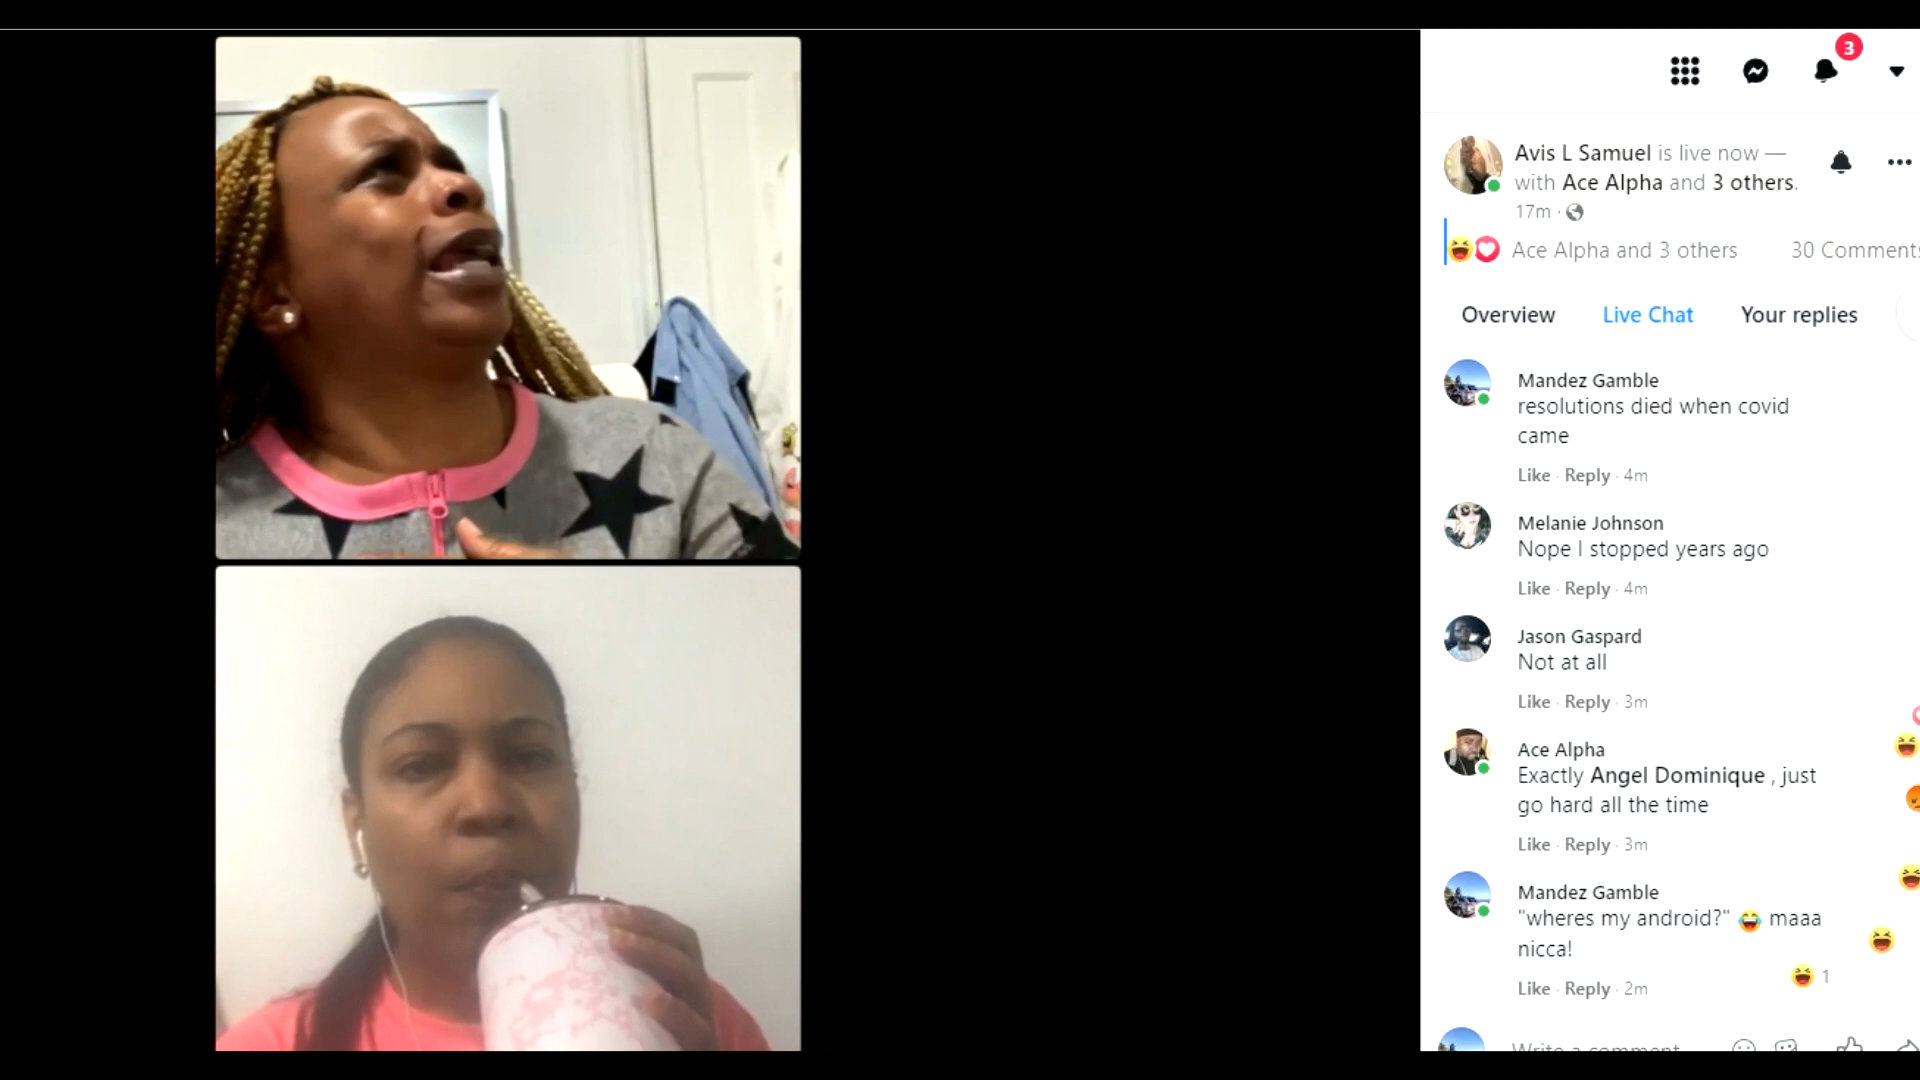 3
Avis L Samuel is live now —
with Ace Alpha and 3 others.
17m ·
Ace Alpha and 3 others 30 Comments
Overview Live Chat Your replies
Mandez Gamble
resolutions died when covid
came
Like · Reply · 4m
Melanie Johnson
Nope I stopped years ago
Like · Reply · 4m
Jason Gaspard
Not at all
Like · Reply · 3m
Ace Alpha
Exactly Angel Dominique , just
go hard all the time
Like · Reply · 3m
Mandez Gamble
"wheres my android?" 😂 maaa
nicca!
1
Like · Reply · 2m
Write a comment